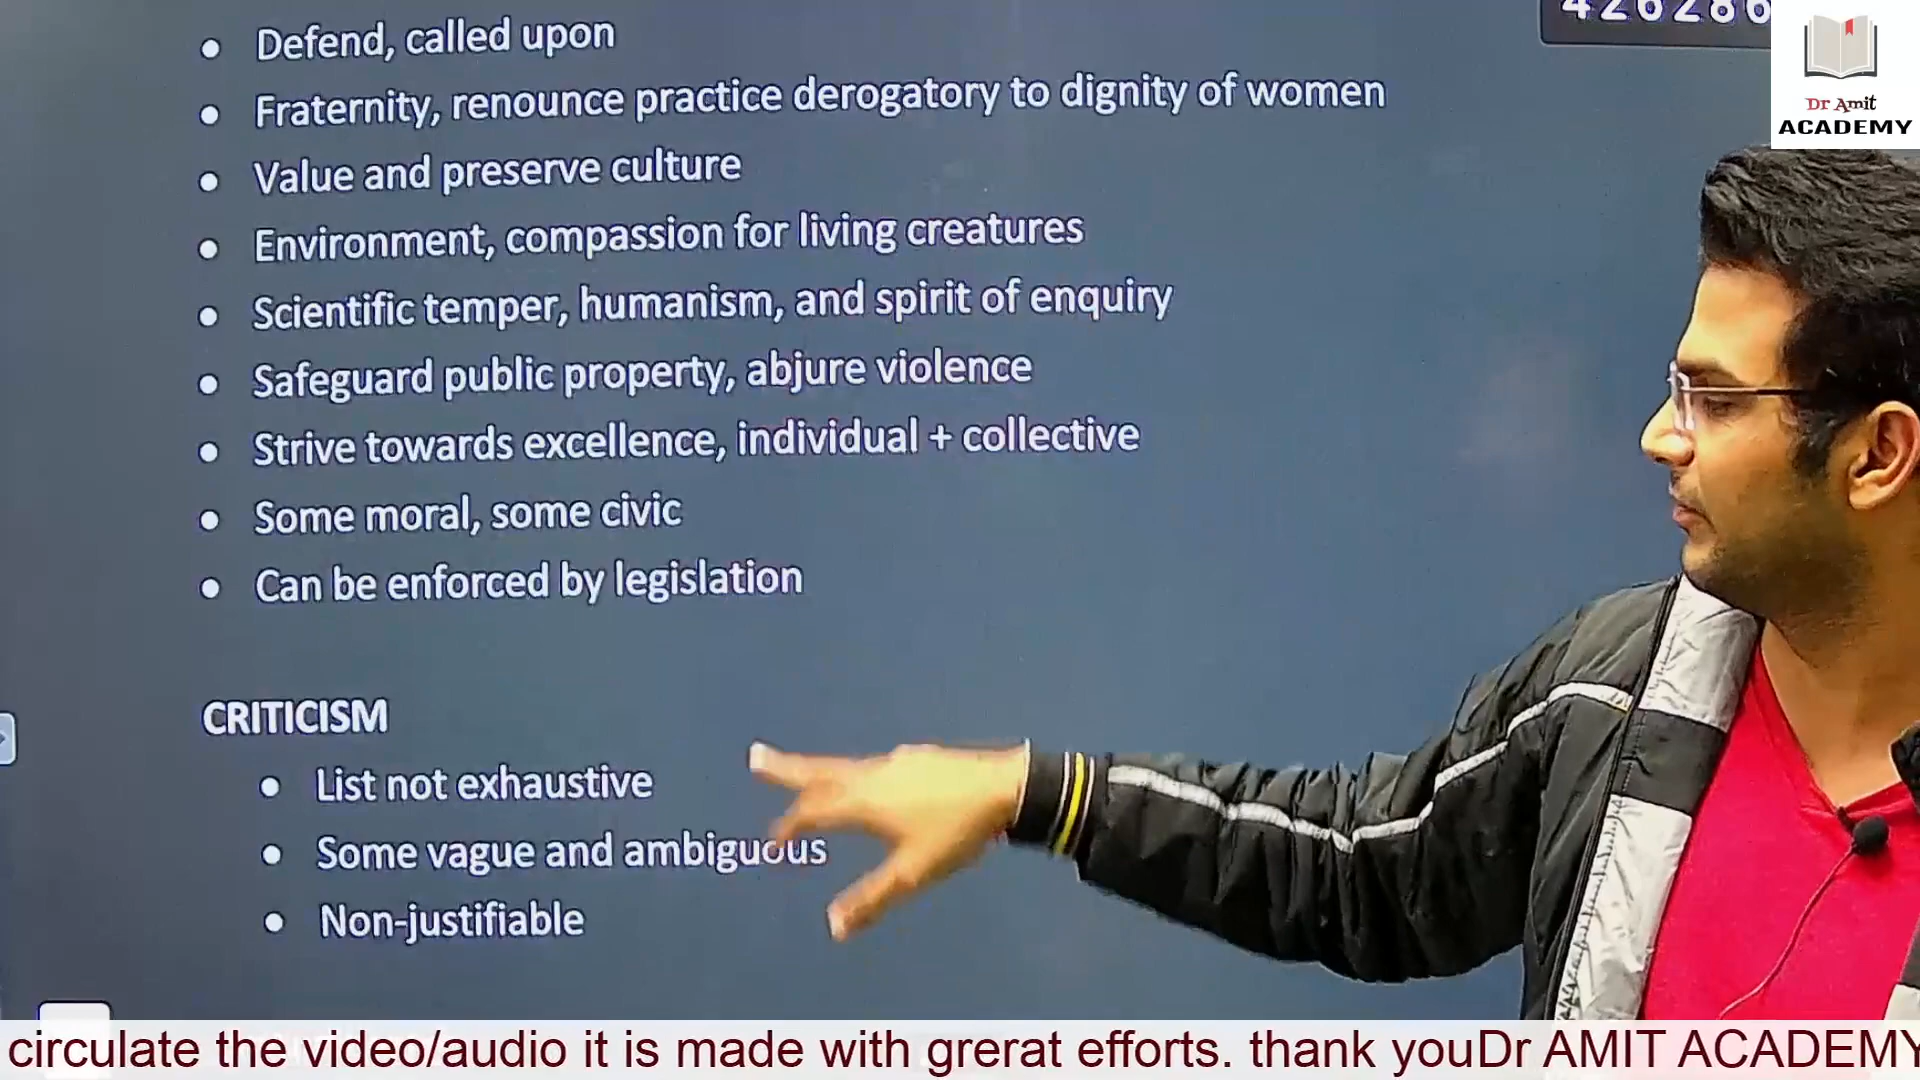 426286
Dr Amit
ACADEMY
• Defend, called upon
• Fraternity, renounce practice derogatory to dignity of women
• Value and preserve culture
• Environment, compassion for living creatures
• Scientific temper, humanism, and spirit of enquiry
• Safeguard public property, abjure violence
• Strive towards excellence, individual + collective
• Some moral, some civic
• Can be enforced by legislation
CRITICISM
• List not exhaustive
• Some vague and ambiguous
• Non-justifiable
circulate the video/audio it is made with grerat efforts. thank youDr AMIT ACADEMY